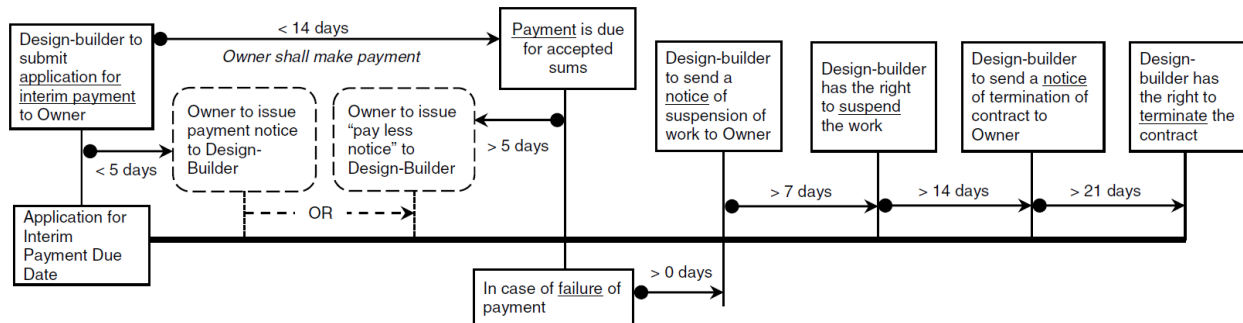 Design-builder to
submit
application for
interim payment
to Owner
< 14 days
Owner shall make payment
Payment is due
for accepted
sums
Design-builder
to send a
notice of
suspension of
work to Owner
Design-builder
has the right
to suspend
the work
Design-builder
to send a notice
of termination of
contract to
Owner
Design-
builder has
the right to
terminate the
contract
Owner to issue
payment notice
to Design-
Builder
Owner to issue
“pay less
notice” to
Design-Builder
< 5 days
> 5 days
OR
> 7 days
> 14 days
> 21 days
Application for
Interim
Payment Due
Date
In case of failure of
payment
> 0 days